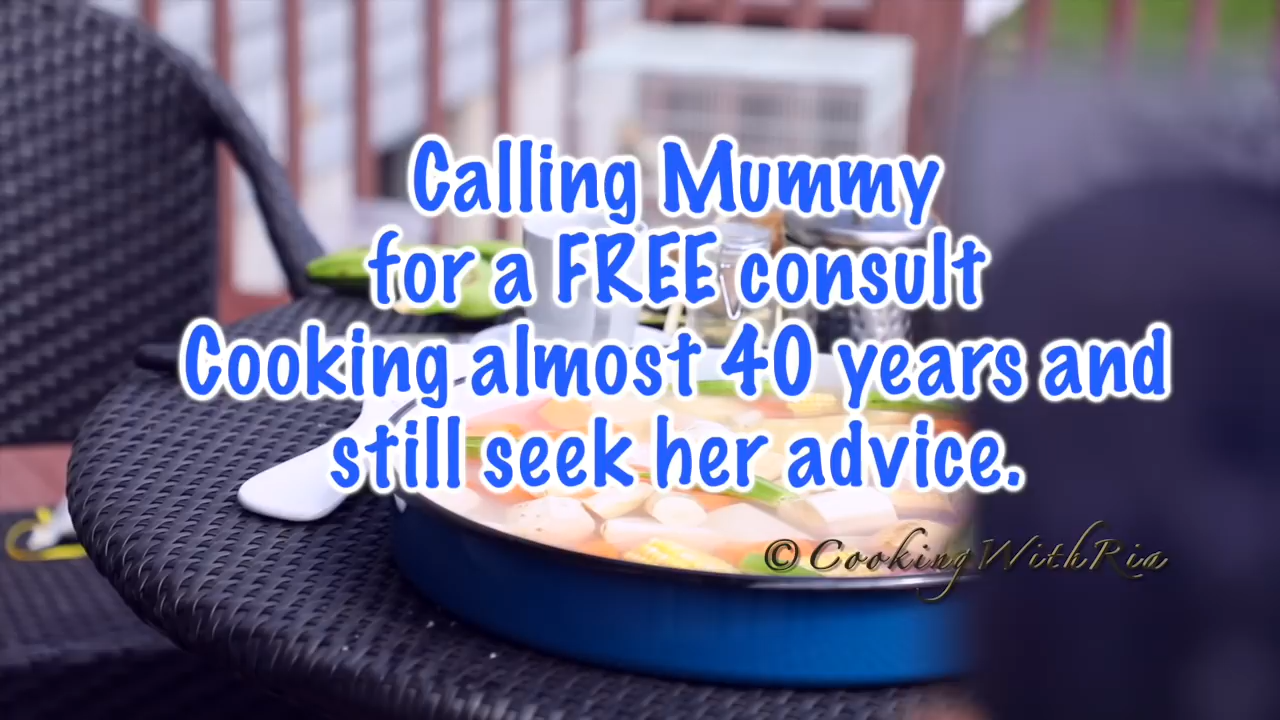 Calling Mummy
for a FREE consult
Cooking almost 40 years and
still seek her advice.
© CookingWithRia